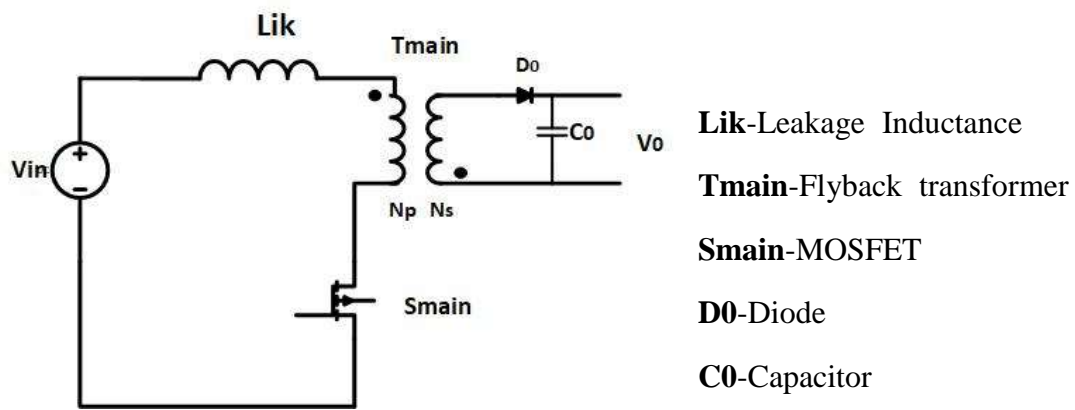 Lik
Tmain
D0
C0
V0
Vin
Np Ns
Smain
Lik-Leakage Inductance
Tmain-Flyback transformer
Smain-MOSFET
D0-Diode
C0-Capacitor